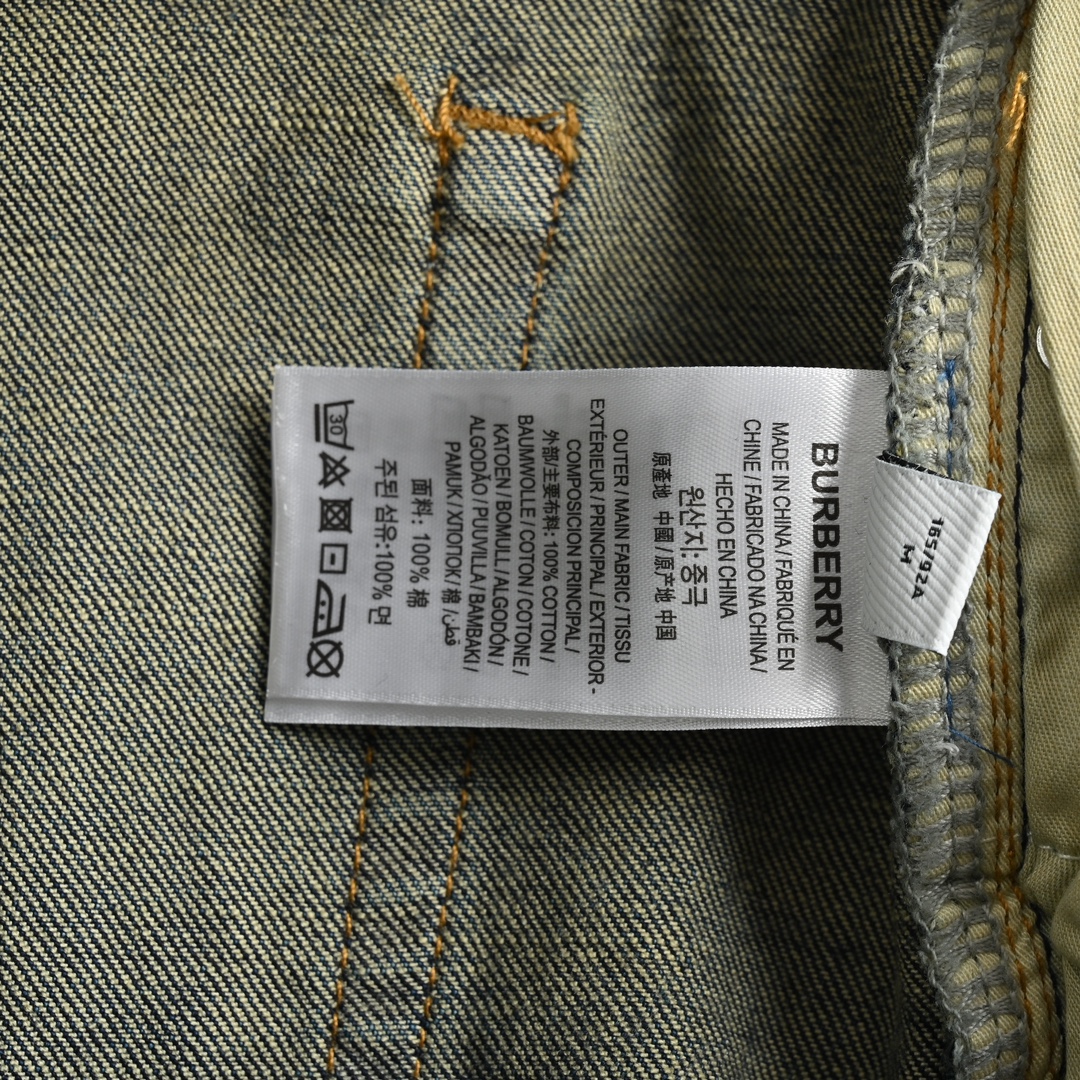 BURBERRY
MADE IN CHINA / FABRIQUÉ EN
CHINE / FABRICADO NA CHINA /
HECHO EN CHINA
원산지: 중국
原產地 中國 / 原产地 中国
OUTER / MAIN FABRIC / TISSU
EXTÉRIEUR / PRINCIPAL / EXTERIOR -
COMPOSICIÓN PRINCIPAL /
外部/主要布料: 100% COTTON /
BAUMWOLLE / COTON / COTONE /
KATOEN / BOMULL / ALGODÓN /
ALGODÃO / PUUVILLA / BAMBAKI /
PAMUK / ХЛОПОК / 棉 / قطن/
面料: 100% 棉
주된 섬유:100% 면
30
165/92A
M